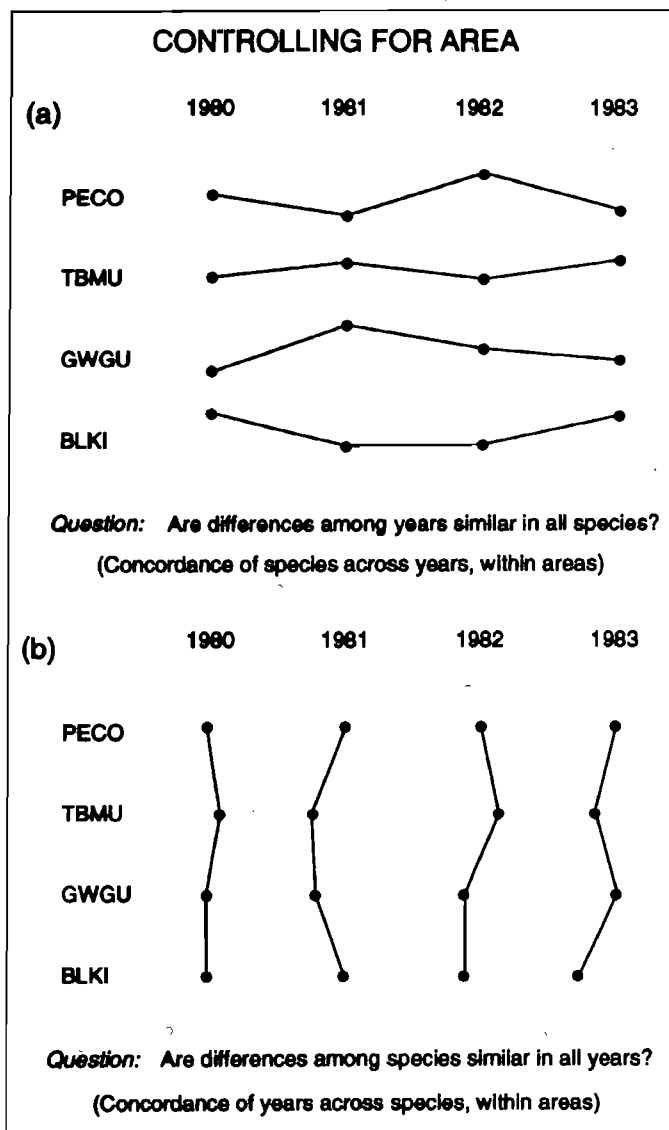 CONTROLLING FOR AREA
(a) 1980 1981 1982 1983
PECO
TBMU
GWGU
BLKI
Question: Are differences among years similar in all species?
(Concordance of species across years, within areas)
(b) 1980 1981 1982 1983
PECO
TBMU
GWGU
BLKI
Question: Are differences among species similar in all years?
(Concordance of years across species, within areas)